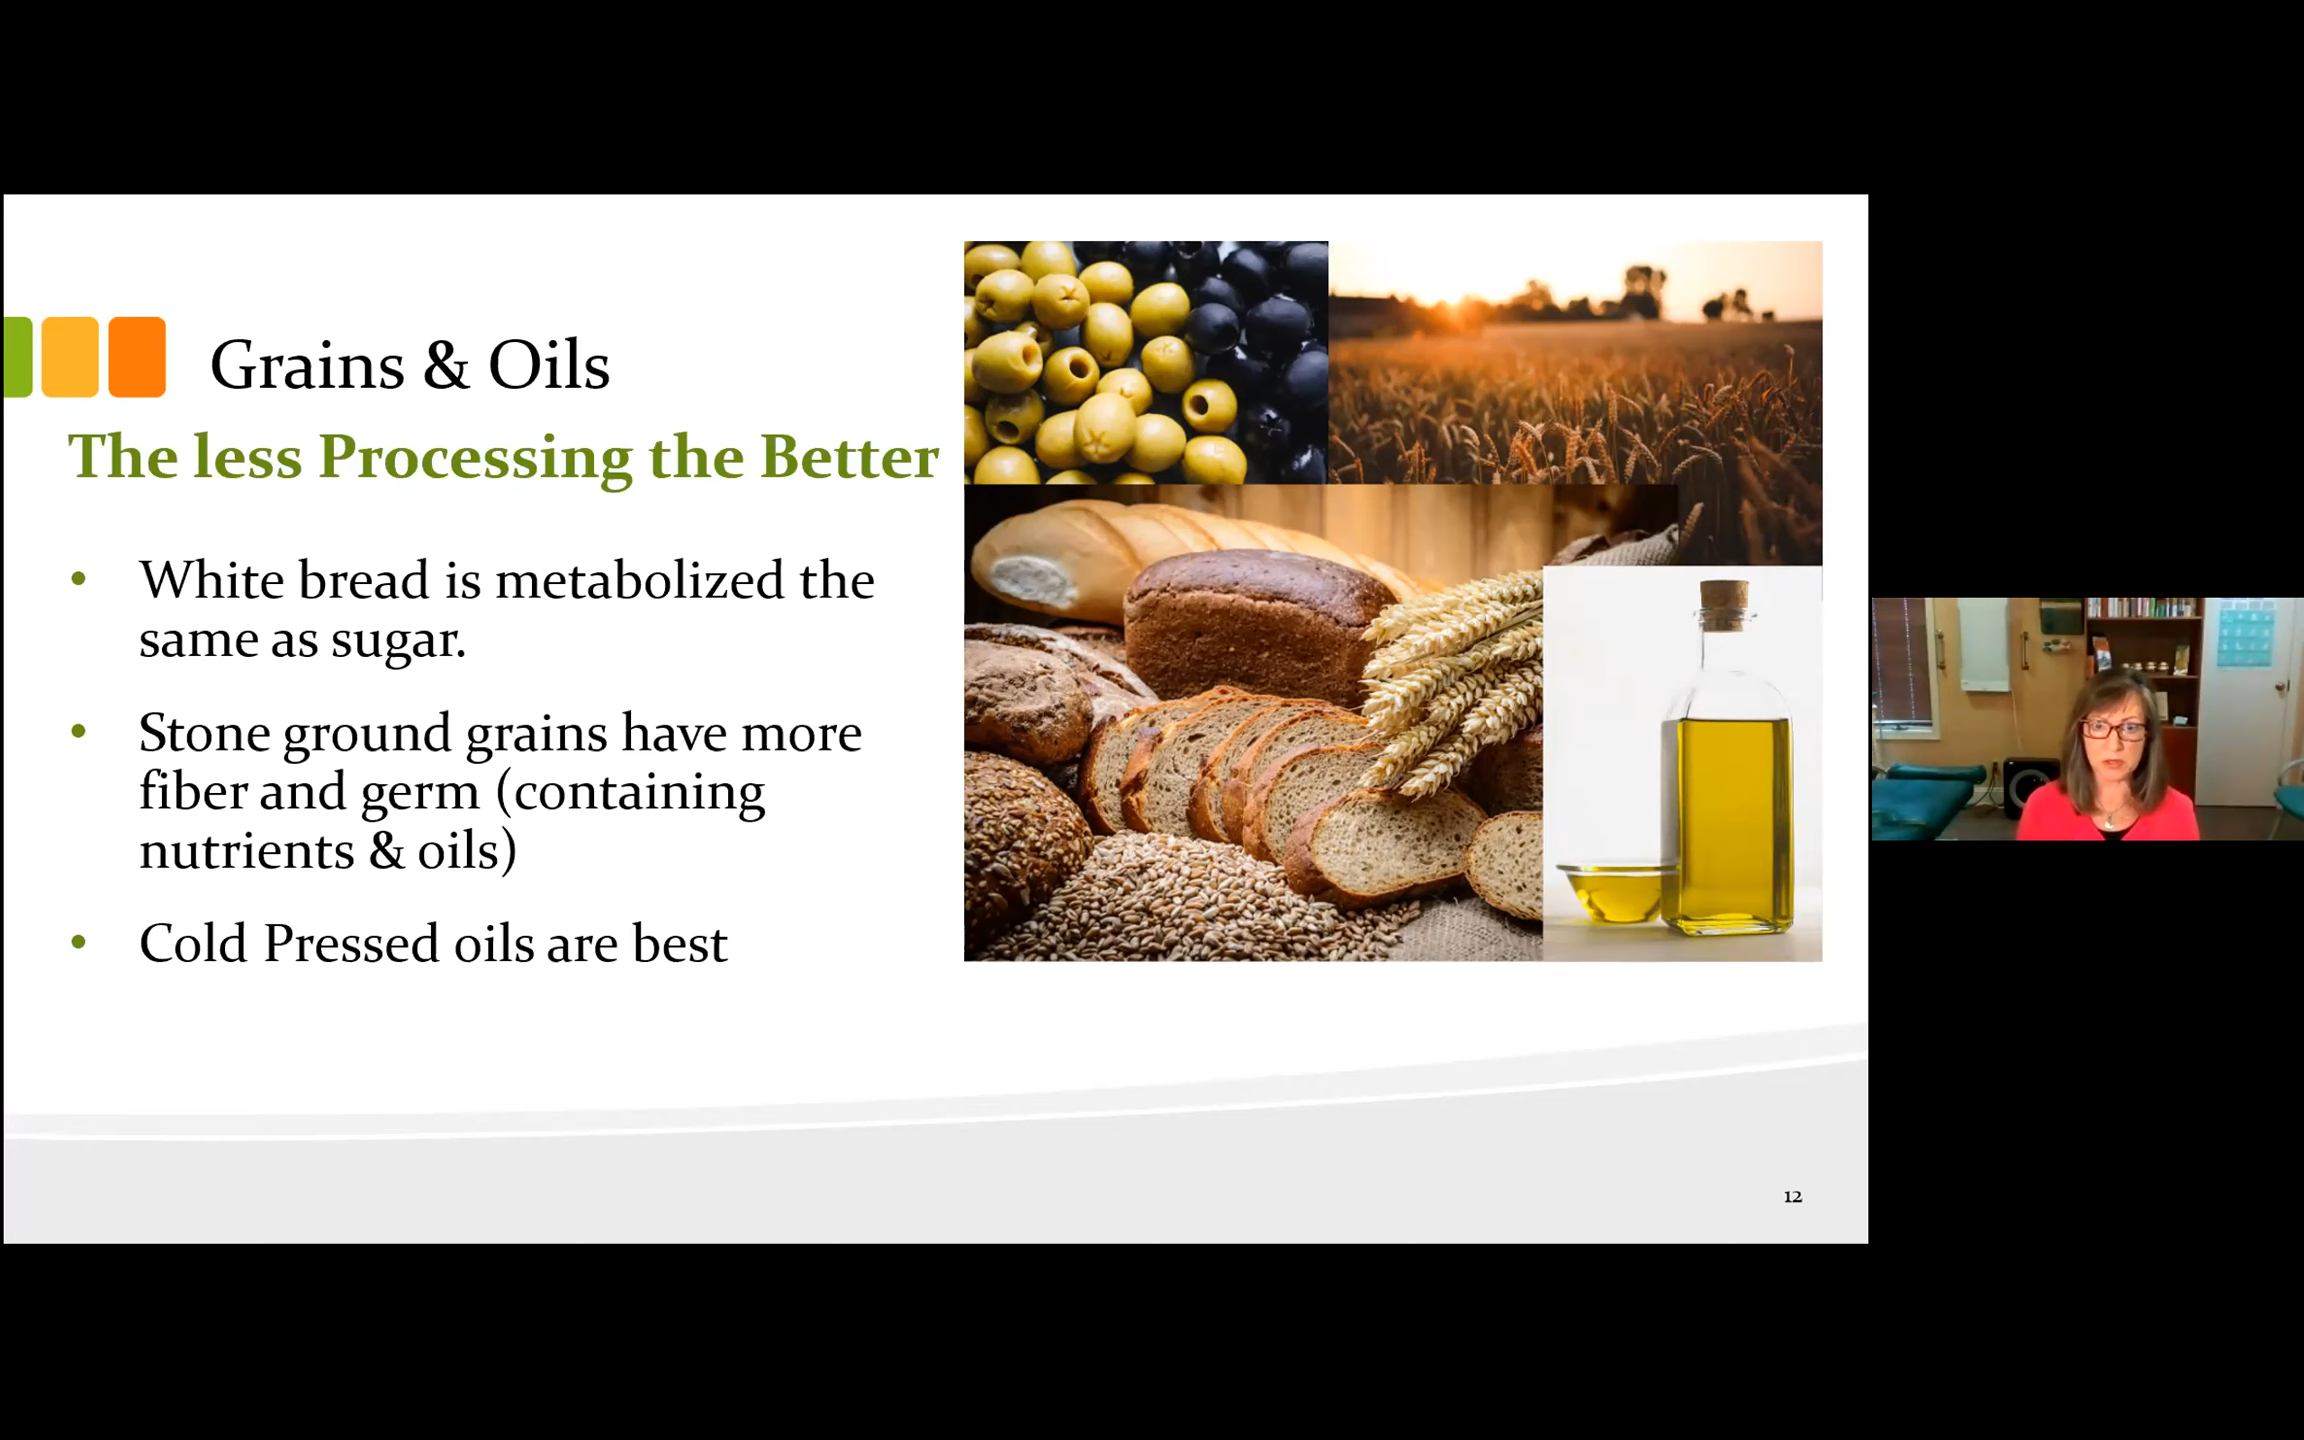 Grains & Oils
The less Processing the Better
• White bread is metabolized the
same as sugar.
• Stone ground grains have more
fiber and germ (containing
nutrients & oils)
• Cold Pressed oils are best
12